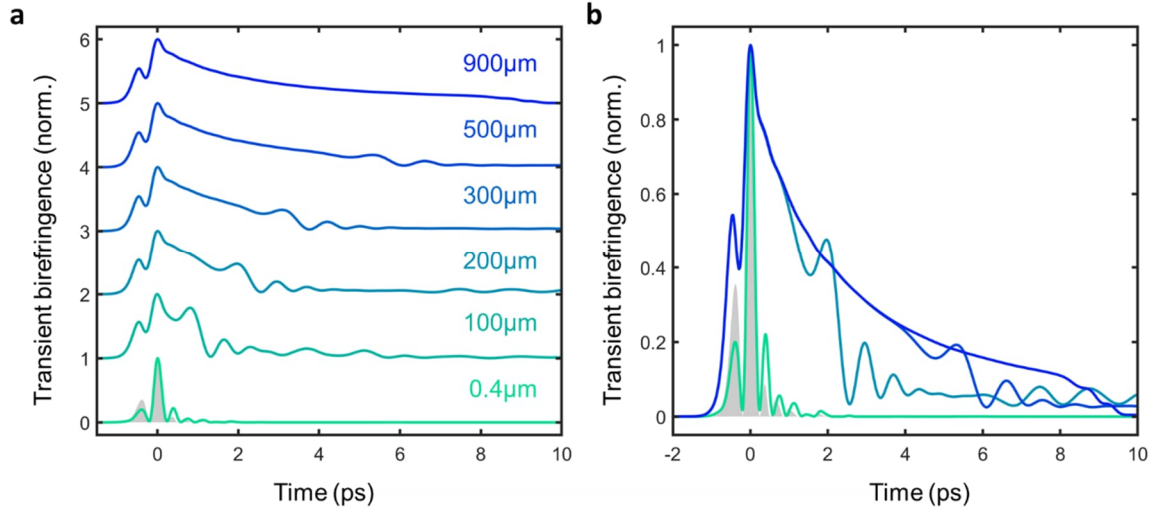 a
Transient birefringence (norm.)
6
5
4
3
2
1
0
900µm
500µm
300µm
200µm
100µm
0.4µm
0
2
4
6
8
10
Time (ps)
b
Transient birefringence (norm.)
1
0.8
0.6
0.4
0.2
0
-2
0
2
4
6
8
10
Time (ps)